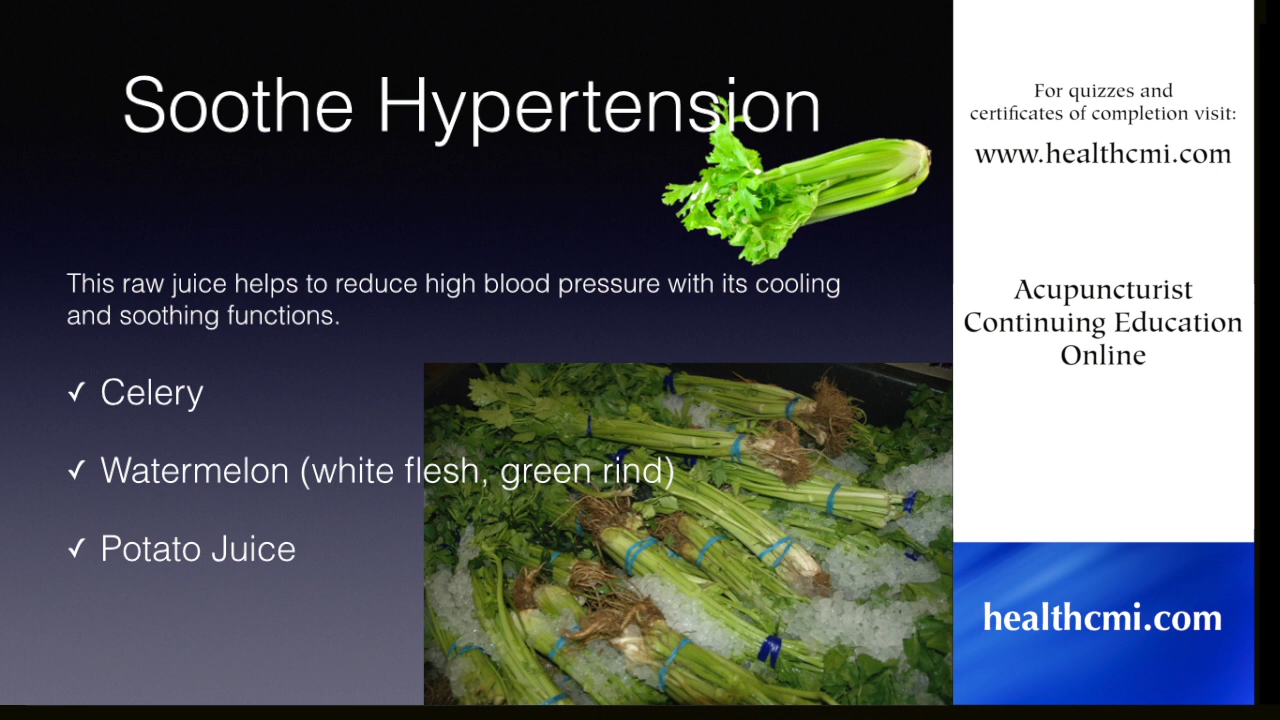 Soothe Hypertension
This raw juice helps to reduce high blood pressure with its cooling
and soothing functions.
✓ Celery
✓ Watermelon (white flesh, green rind)
✓ Potato Juice
For quizzes and
certificates of completion visit:
www.healthcmi.com
Acupuncturist
Continuing Education
Online
healthcmi.com